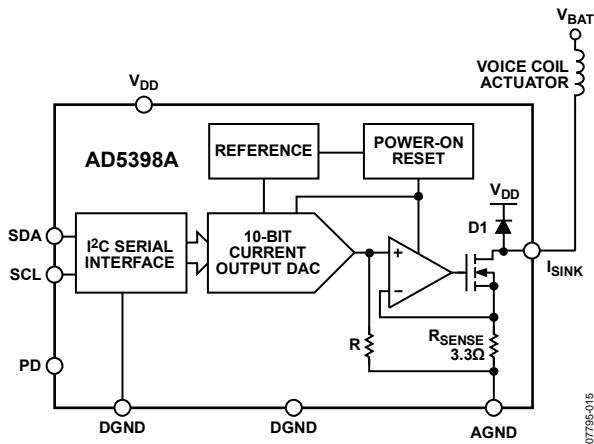 V_BAT
VOICE COIL
ACTUATOR
V_DD
AD5398A
REFERENCE
POWER-ON
RESET
V_DD
D1
SDA
I²C SERIAL
INTERFACE
10-BIT
CURRENT
OUTPUT DAC
+
−
I_SINK
SCL
R
R_SENSE
3.3Ω
PD
DGND
DGND
AGND
07795-015